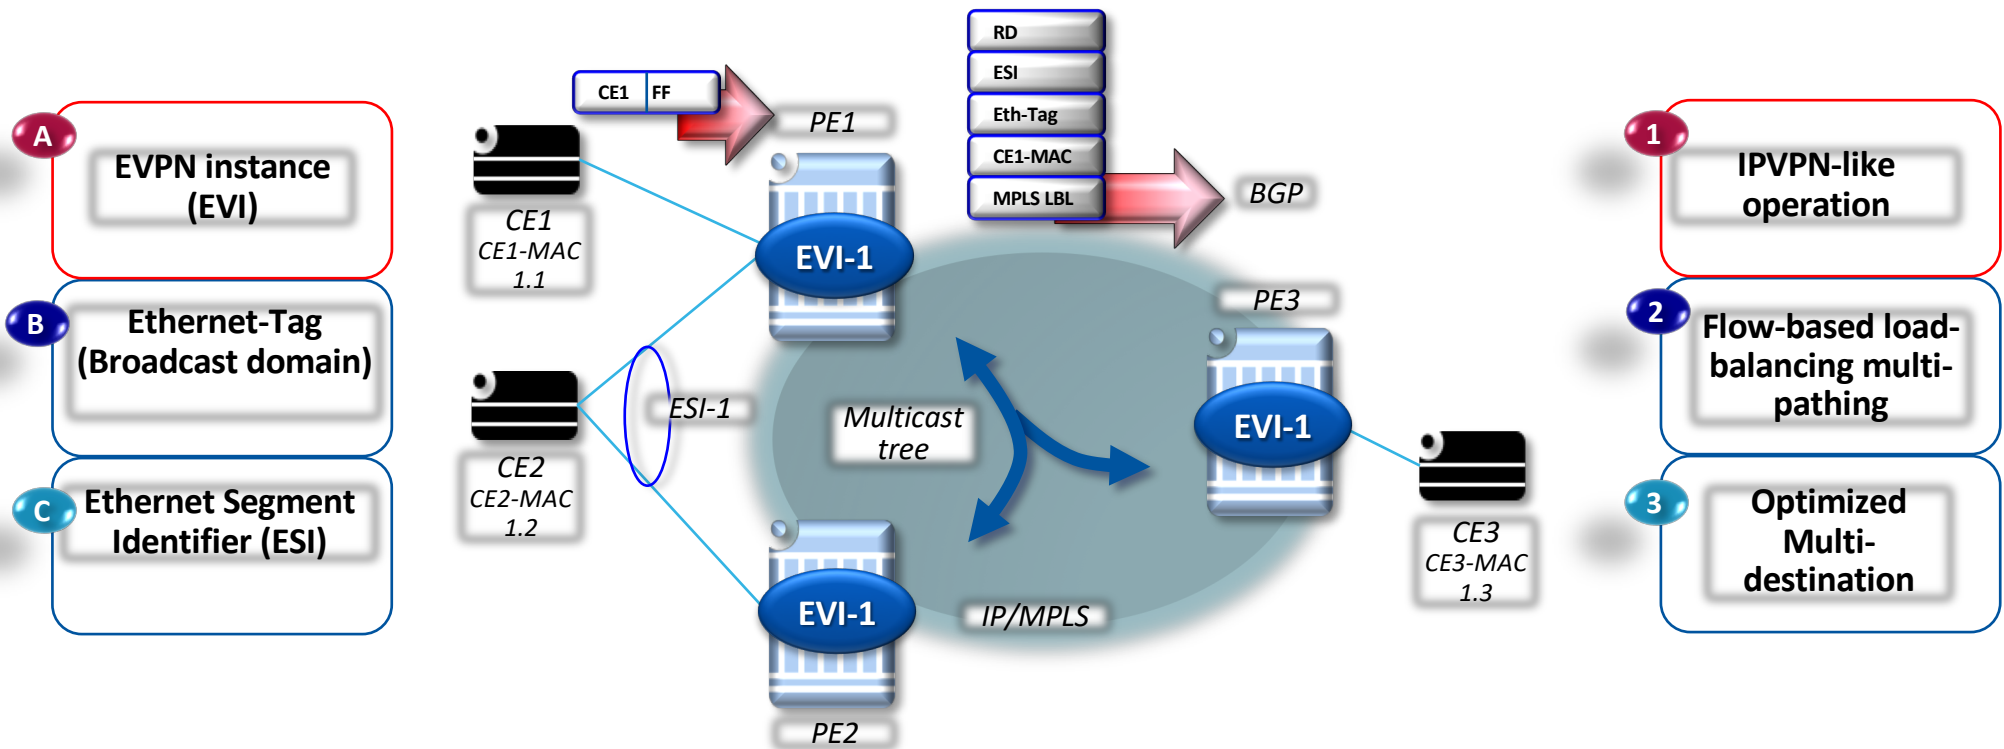 A
EVPN instance
(EVI)
B
Ethernet-Tag
(Broadcast domain)
C
Ethernet Segment
Identifier (ESI)
CE1 FF
CE1
CE1-MAC
1.1
CE2
CE2-MAC
1.2
ESI-1
PE1
EVI-1
RD
ESI
Eth-Tag
CE1-MAC
MPLS LBL
BGP
Multicast
tree
IP/MPLS
EVI-1
PE2
PE3
EVI-1
CE3
CE3-MAC
1.3
1
IPVPN-like
operation
2
Flow-based load-
balancing multi-
pathing
3
Optimized
Multi-
destination